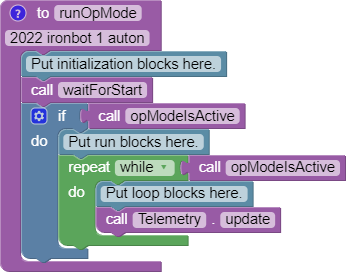 ? to runOpMode
2022 ironbot 1 auton
Put initialization blocks here.
call waitForStart
if call opModeIsActive
do Put run blocks here.
repeat while call opModeIsActive
do Put loop blocks here.
call Telemetry . update